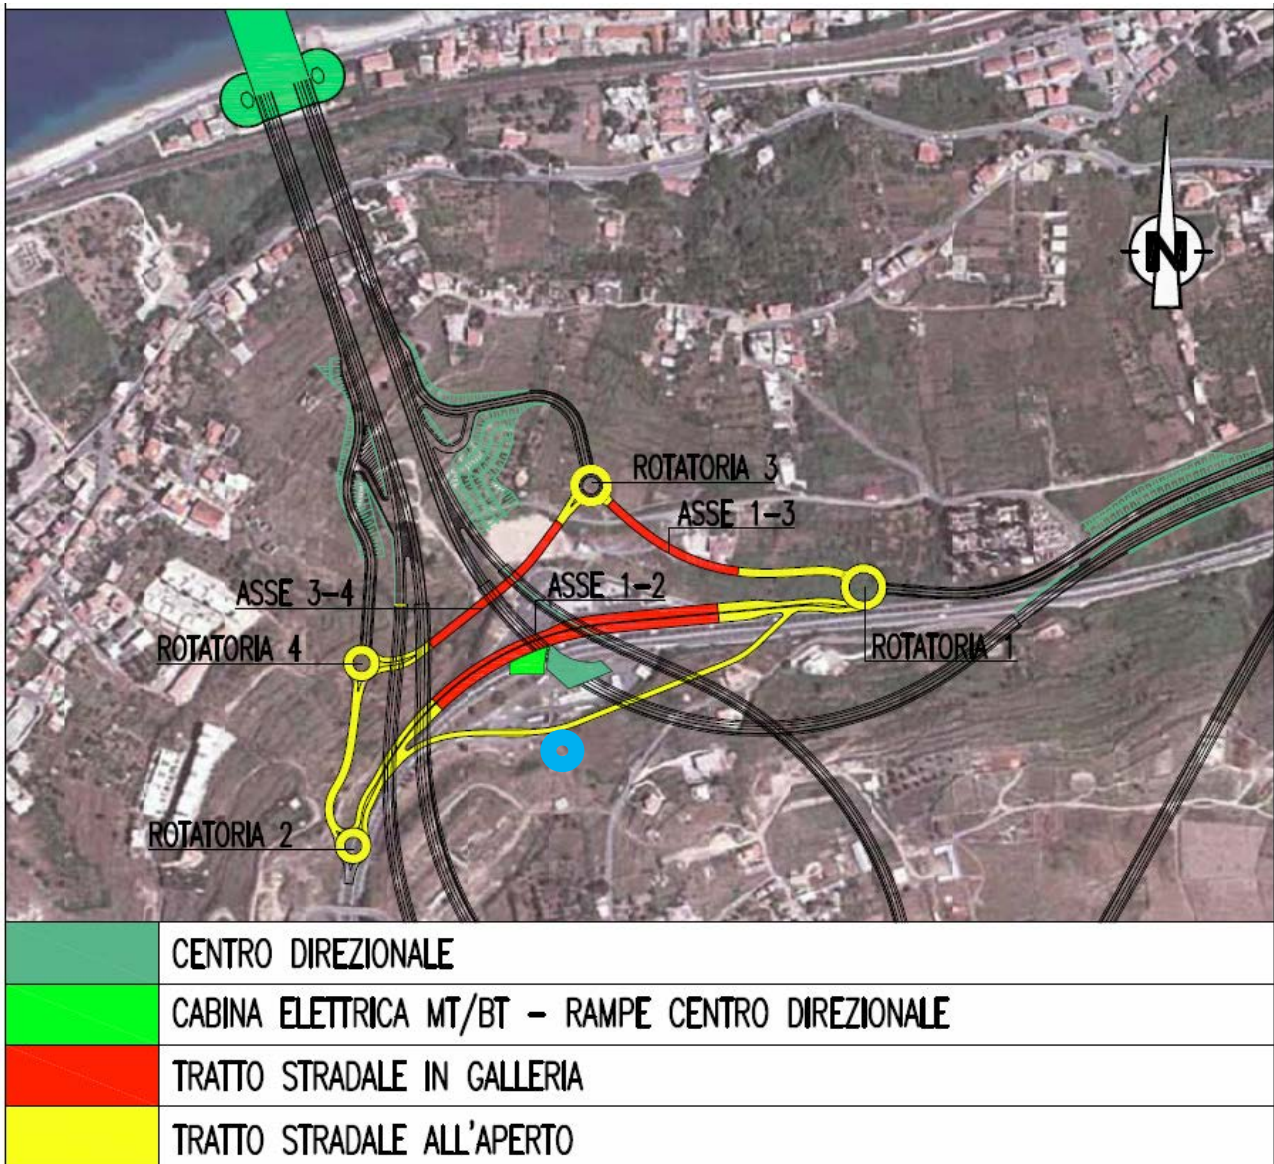 N
ROTATORIA 3
ASSE 1-3
ASSE 3-4
ASSE 1-2
ROTATORIA 4
ROTATORIA 1
ROTATORIA 2
CENTRO DIREZIONALE
CABINA ELETTRICA MT/BT - RAMPE CENTRO DIREZIONALE
TRATTO STRADALE IN GALLERIA
TRATTO STRADALE ALL'APERTO